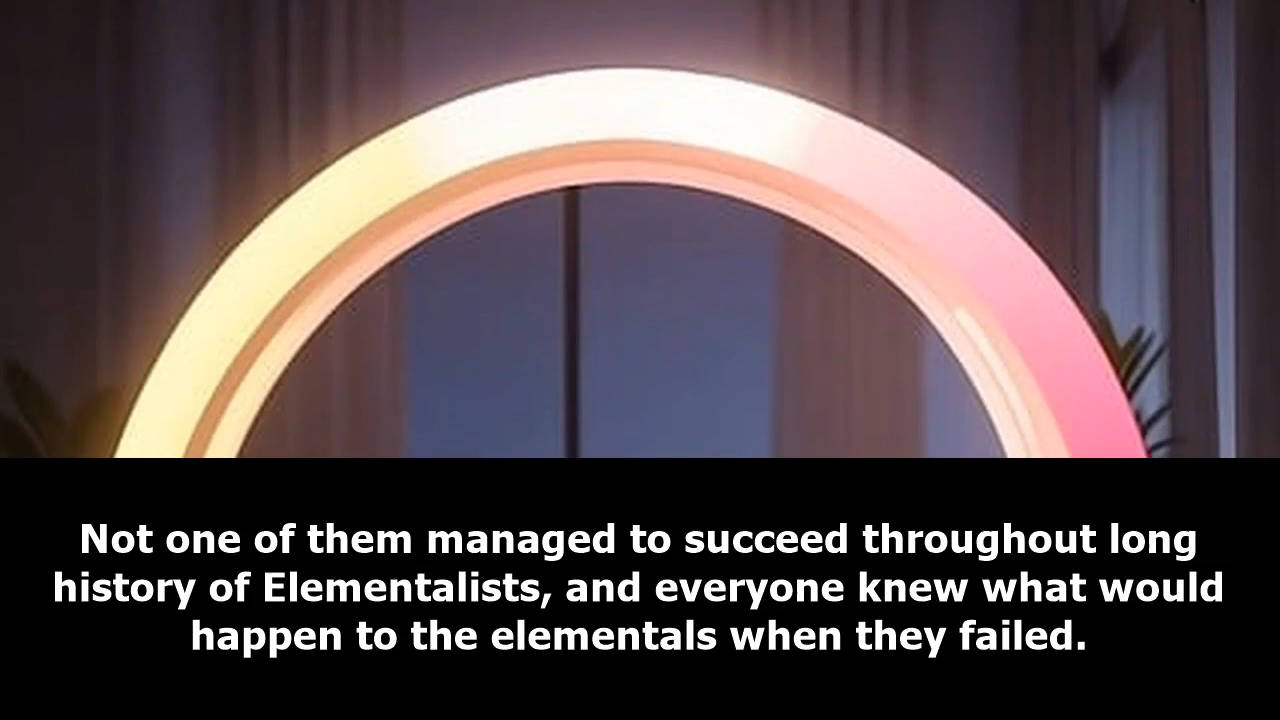 Not one of them managed to succeed throughout long
history of Elementalists, and everyone knew what would
happen to the elementals when they failed.